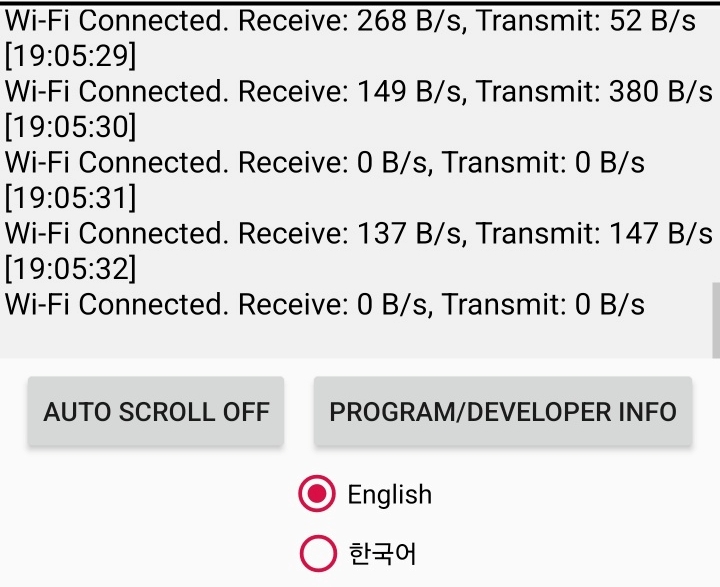 Wi-Fi Connected. Receive: 268 B/s, Transmit: 52 B/s
[19:05:29]
Wi-Fi Connected. Receive: 149 B/s, Transmit: 380 B/s
[19:05:30]
Wi-Fi Connected. Receive: 0 B/s, Transmit: 0 B/s
[19:05:31]
Wi-Fi Connected. Receive: 137 B/s, Transmit: 147 B/s
[19:05:32]
Wi-Fi Connected. Receive: 0 B/s, Transmit: 0 B/s
AUTO SCROLL OFF
PROGRAM/DEVELOPER INFO
English
한국어